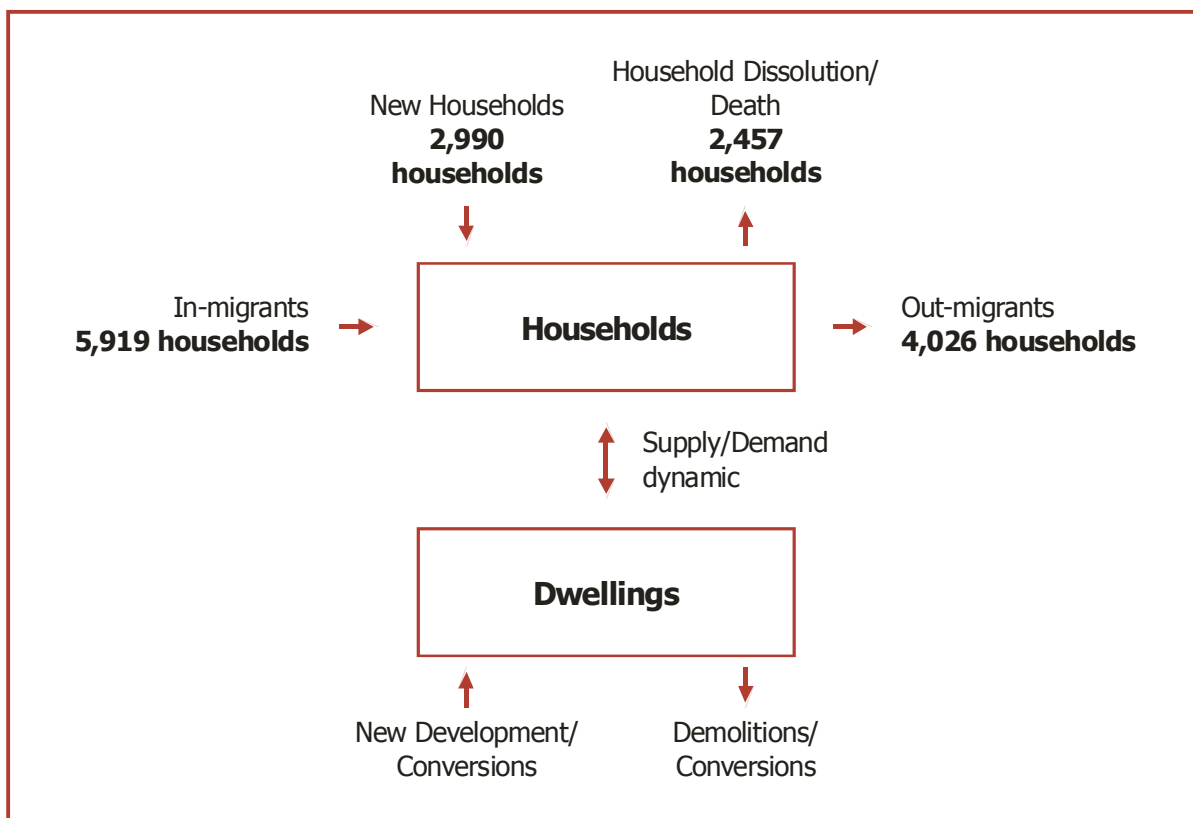 Household Dissolution/
Death
2,457
households
New Households
2,990
households
In-migrants
5,919 households
Households
Out-migrants
4,026 households
Supply/Demand
dynamic
Dwellings
New Development/
Conversions
Demolitions/
Conversions